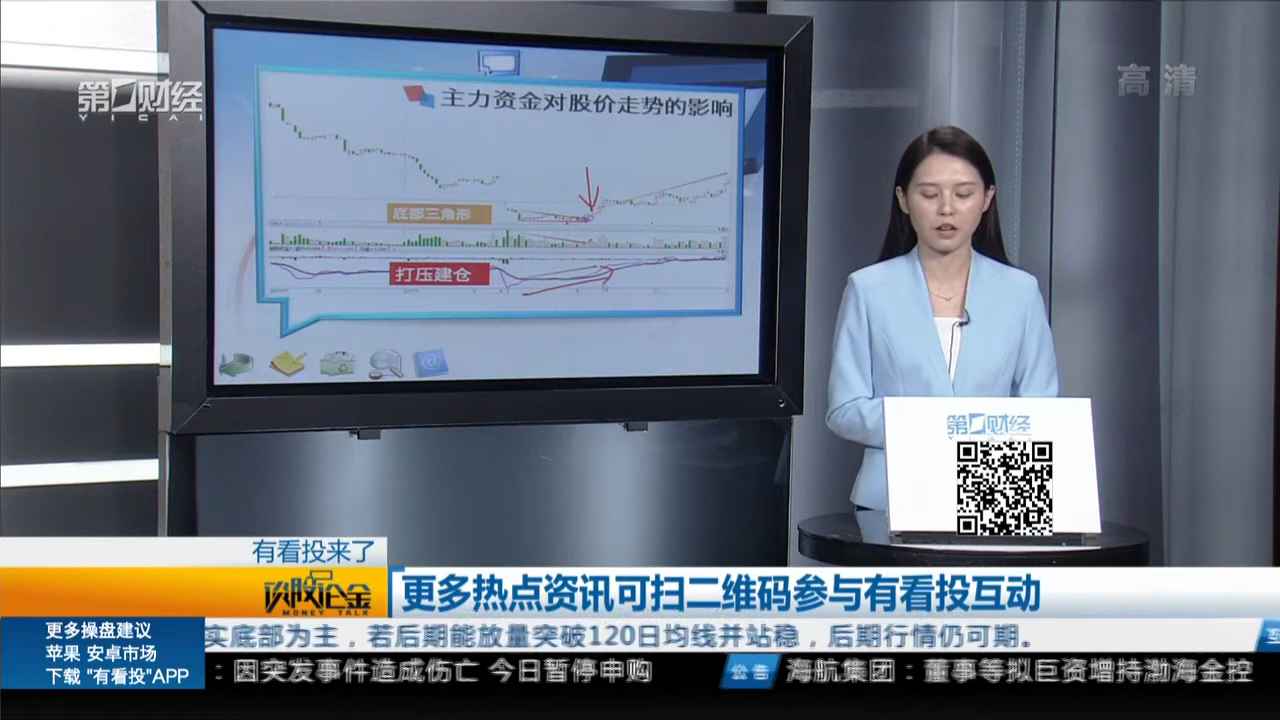 第一财经
YICAI
高清
主力资金对股价走势的影响
底部三角形
打压建仓
第一财经
有看投来了
谈股论金
MONEY TALK
更多热点资讯可扫二维码参与有看投互动
更多操盘建议
苹果 安卓市场
下载 "有看投"APP
实底部为主，若后期能放量突破120日均线并站稳，后期行情仍可期。
：因突发事件造成伤亡 今日暂停申购
公告
海航集团：董事等拟巨资增持渤海金控